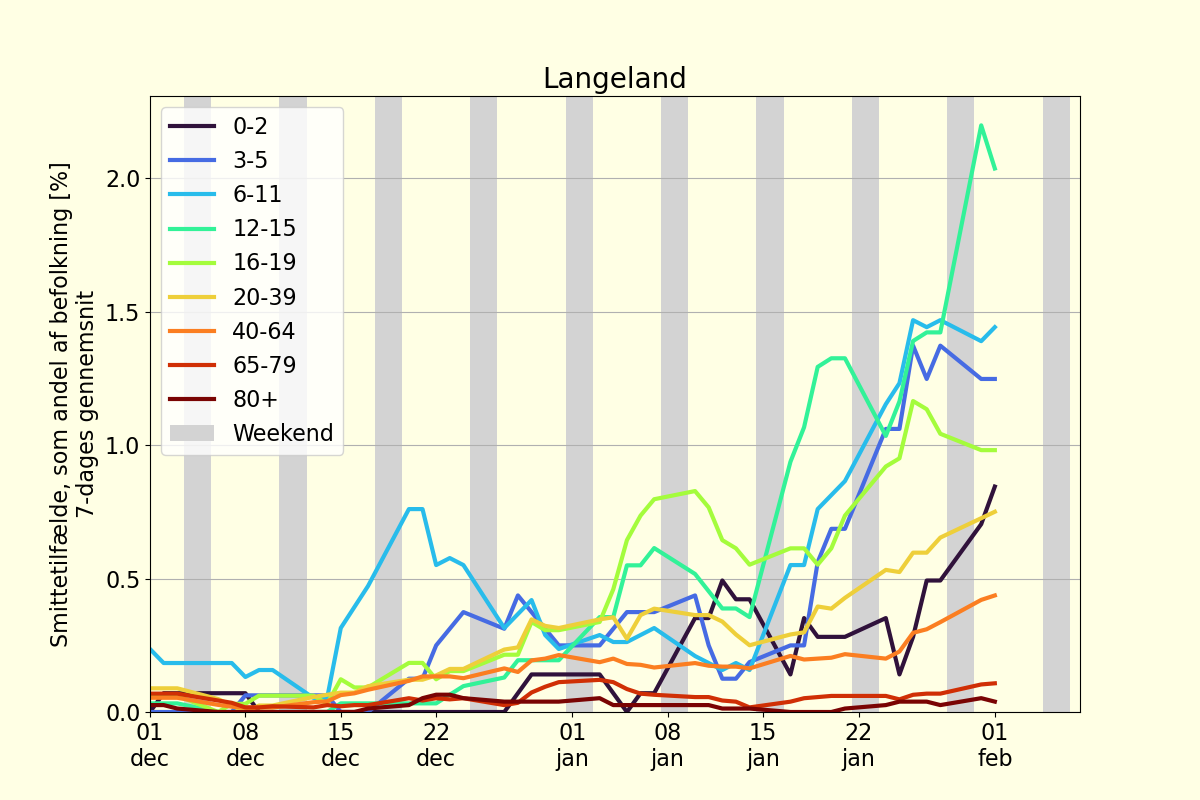 Langeland
Smittetilfælde, som andel af befolkning [%]
7-dages gennemsnit
2.0
1.5
1.0
0.5
0.0
0-2
3-5
6-11
12-15
16-19
20-39
40-64
65-79
80+
Weekend
01 08 15 22 01 08 15 22 01
dec dec dec dec jan jan jan jan feb